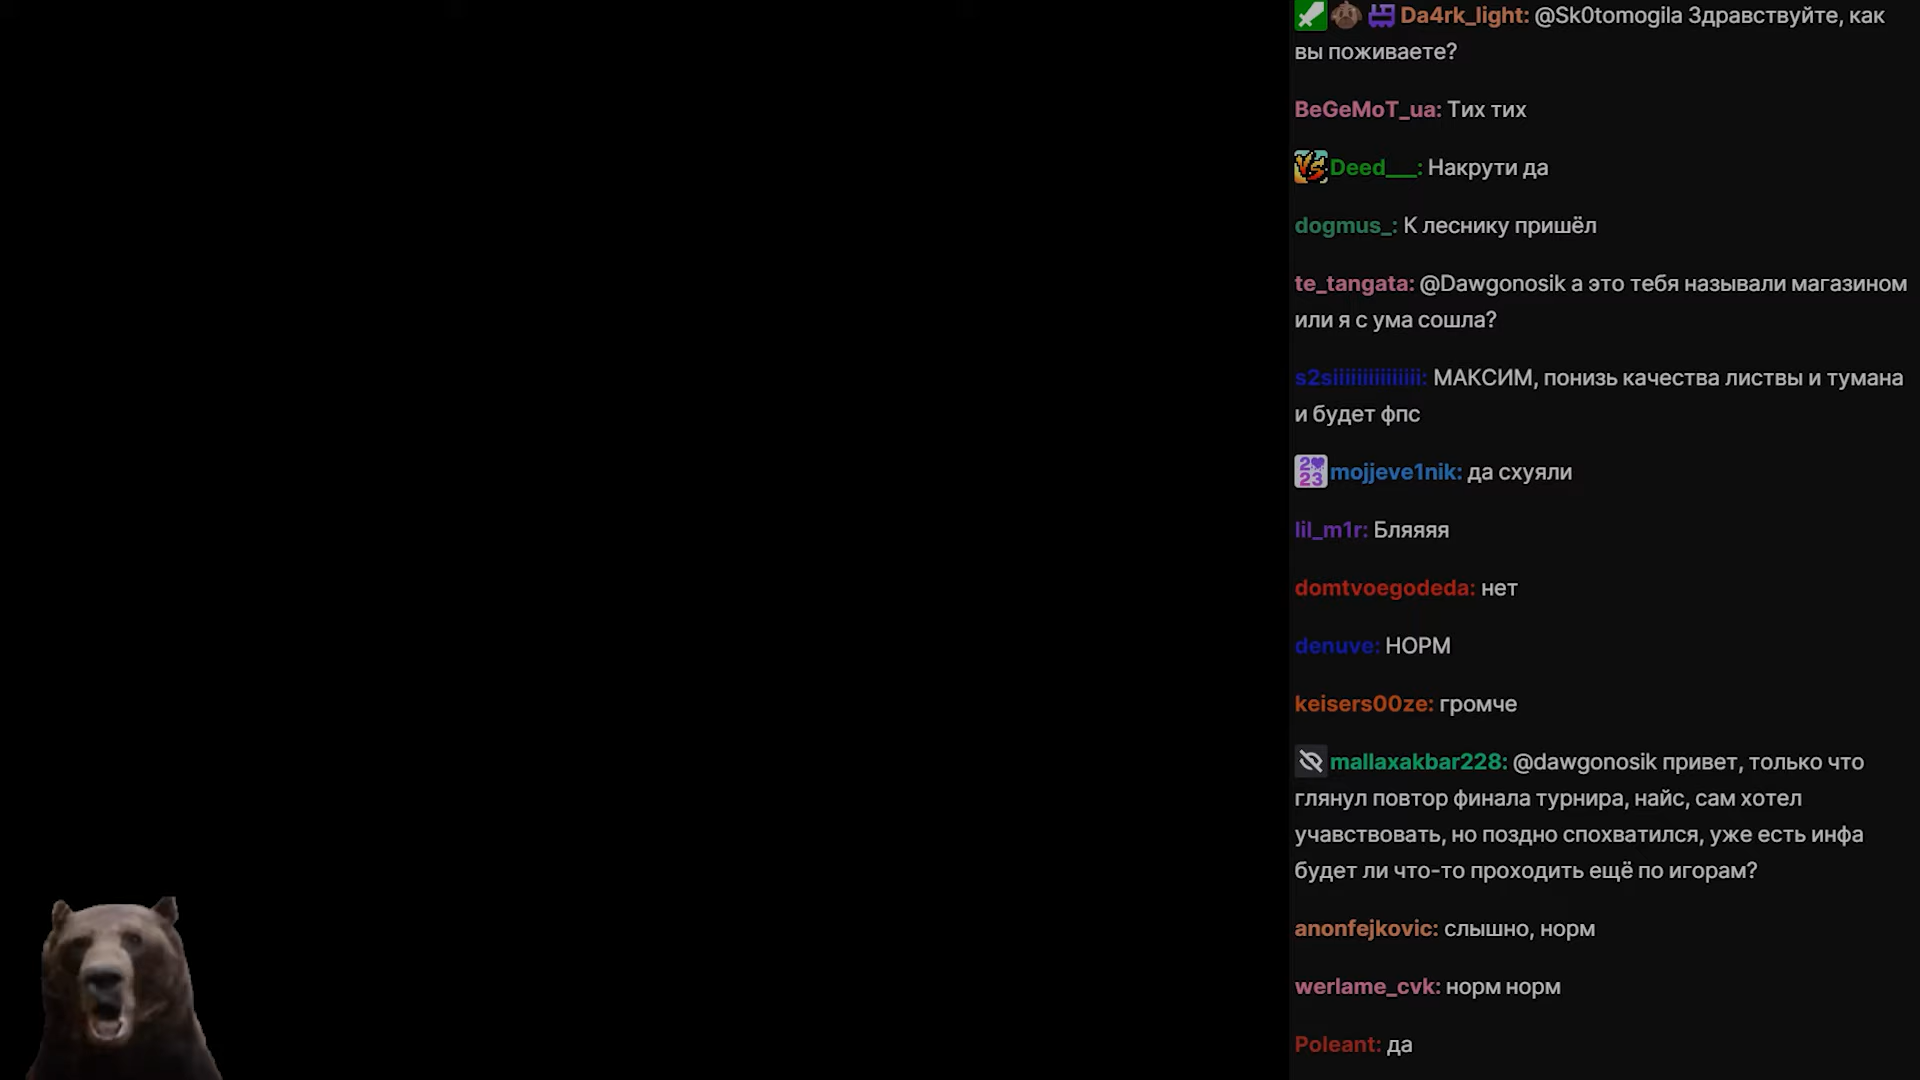 Da4rk_light: @Sk0tomogila Здравствуйте, как
вы поживаете?
BeGeMoT_ua: Тих тих
Deed___: Накрути да
dogmus_: К леснику пришёл
te_tangata: @Dawgonosik а это тебя называли магазином
или я с ума сошла?
s2siiiiiiiiiiiiiii: МАКСИМ, понизь качества листвы и тумана
и будет фпс
2 23 mojjeve1nik: да схуяли
lil_m1r: Бляяяя
domtvoegodeda: нет
denuve: НОРМ
keisers00ze: громче
mallaxakbar228: @dawgonosik привет, только что
глянул повтор финала турнира, найс, сам хотел
учавствовать, но поздно спохватился, уже есть инфа
будет ли что-то проходить ещё по игорам?
anonfejkovic: слышно, норм
werlame_cvk: норм норм
Poleant: да